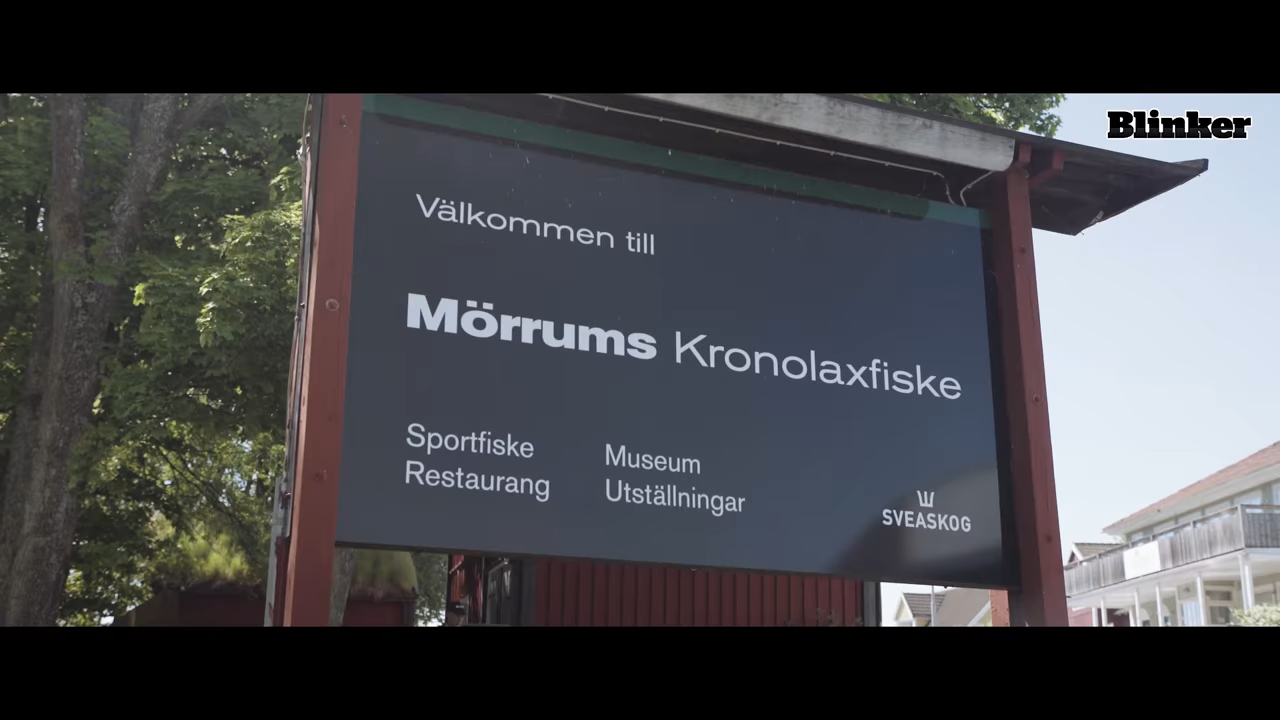 Blinker
Välkommen till
Mörrums Kronolaxfiske
Sportfiske
Restaurang
Museum
Utställningar
SVEASKOG